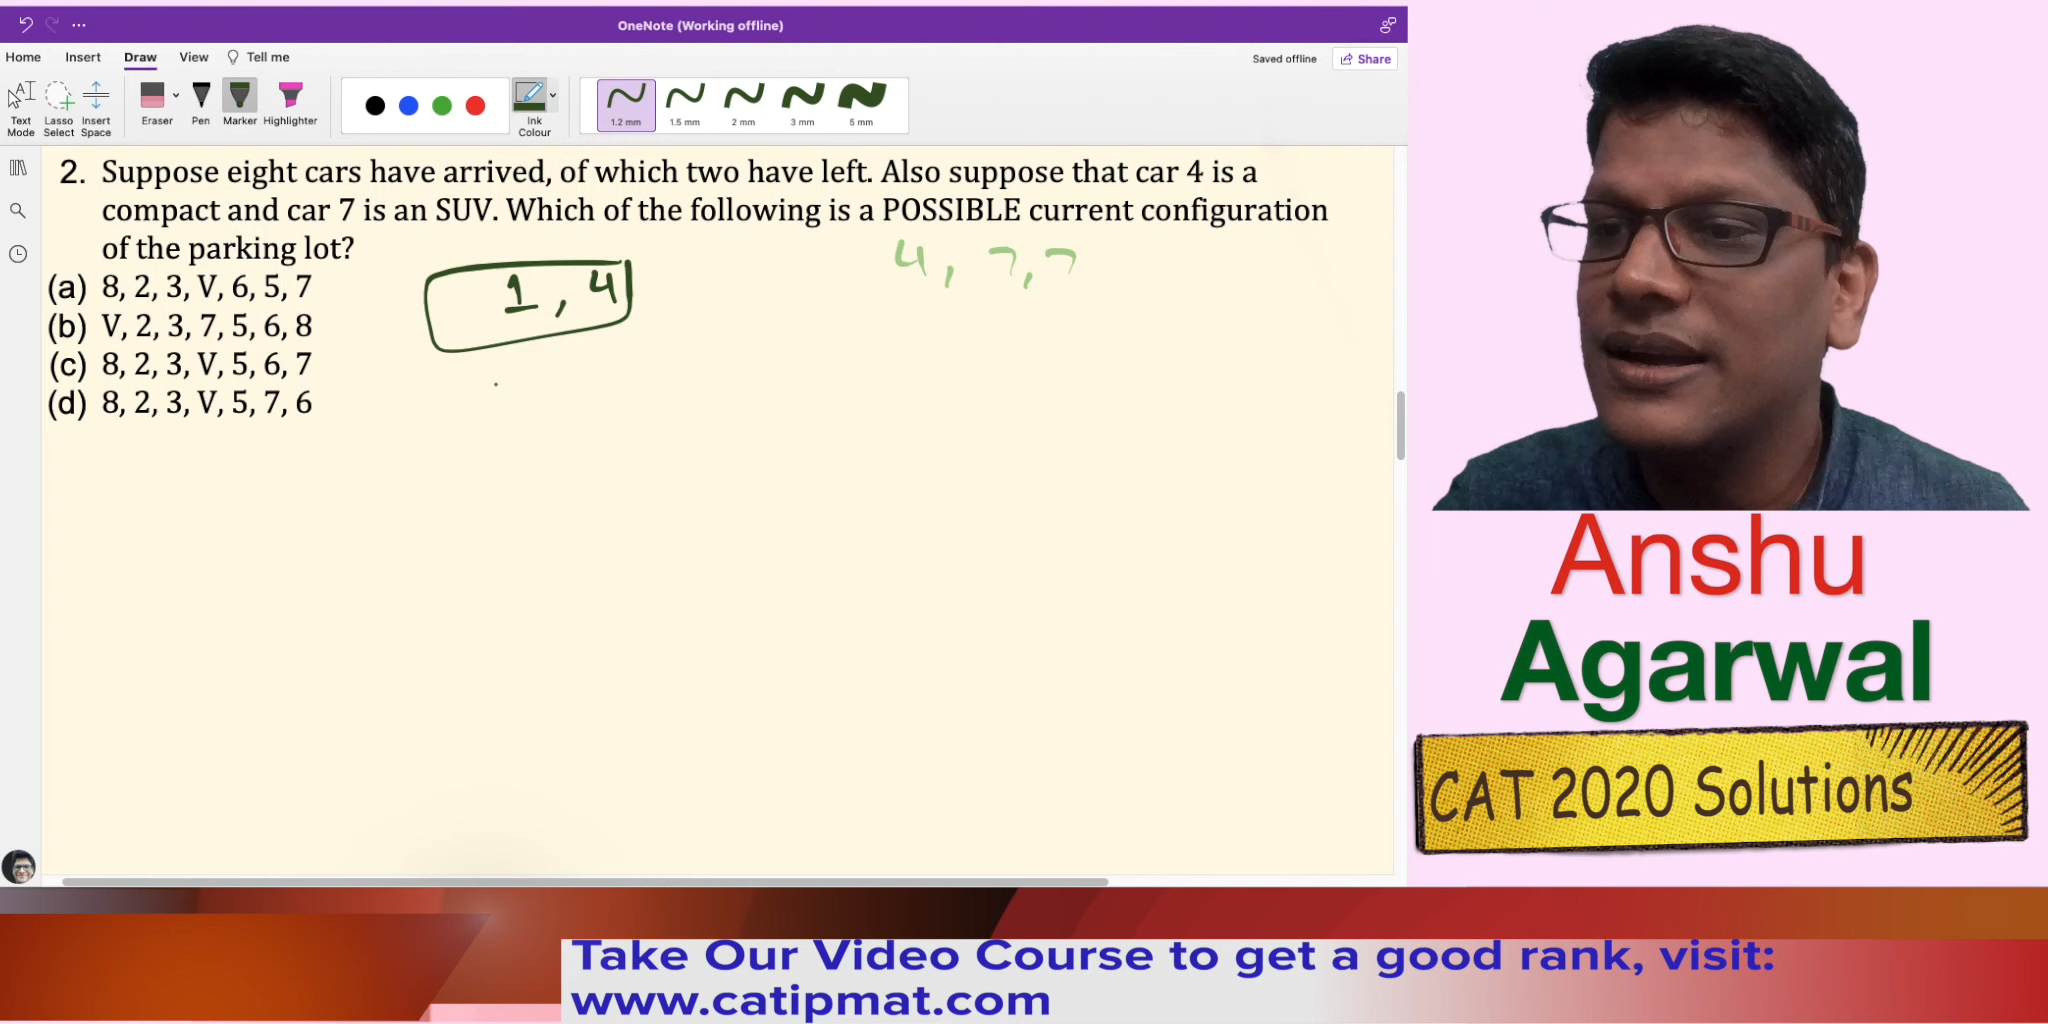 OneNote (Working offline)
Home Insert Draw View Tell me
Saved offline Share
Text Mode Lasso Select Insert Space Eraser Pen Marker Highlighter Ink Colour 1.2 mm 1.5 mm 2 mm 3 mm 5 mm
2. Suppose eight cars have arrived, of which two have left. Also suppose that car 4 is a
compact and car 7 is an SUV. Which of the following is a POSSIBLE current configuration
of the parking lot?
4, 7, 7
(a) 8, 2, 3, V, 6, 5, 7
1, 4
(b) V, 2, 3, 7, 5, 6, 8
(c) 8, 2, 3, V, 5, 6, 7
(d) 8, 2, 3, V, 5, 7, 6
Anshu
Agarwal
CAT 2020 Solutions
Take Our Video Course to get a good rank, visit:
www.catipmat.com